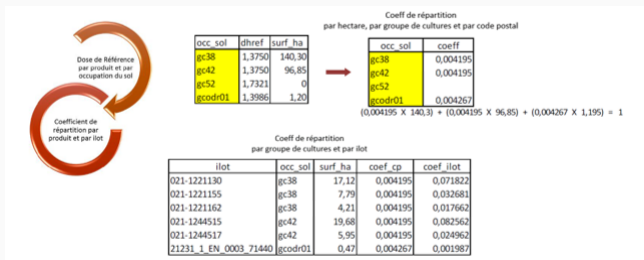 Dose de Référence
par produit et par
occupation du sol
Coefficient de
répartition par
produit et par ilot
occ_sol dhref surf_ha
gc38 1,3750 140,30
gc42 1,3750 96,85
gc52 1,7321 0
gcodr01 1,3986 1,20
Coeff de répartition
par hectare, par groupe de cultures et par code postal
occ_sol coeff
gc38 0,004195
gc42 0,004195
gc52
gcodr01 0,004267
(0,004195 X 140,3) + (0,004195 X 96,85) + (0,004267 X 1,195) = 1
Coeff de répartition
par groupe de cultures et par ilot
ilot occ_sol surf_ha coef_cp coef_ilot
021-1221130 gc38 17,12 0,004195 0,071822
021-1221155 gc38 7,79 0,004195 0,032681
021-1221162 gc38 4,21 0,004195 0,017662
021-1244515 gc42 19,68 0,004195 0,082562
021-1244517 gc42 5,95 0,004195 0,024962
21231_1_EN_0003_71440 gcodr01 0,47 0,004267 0,001987